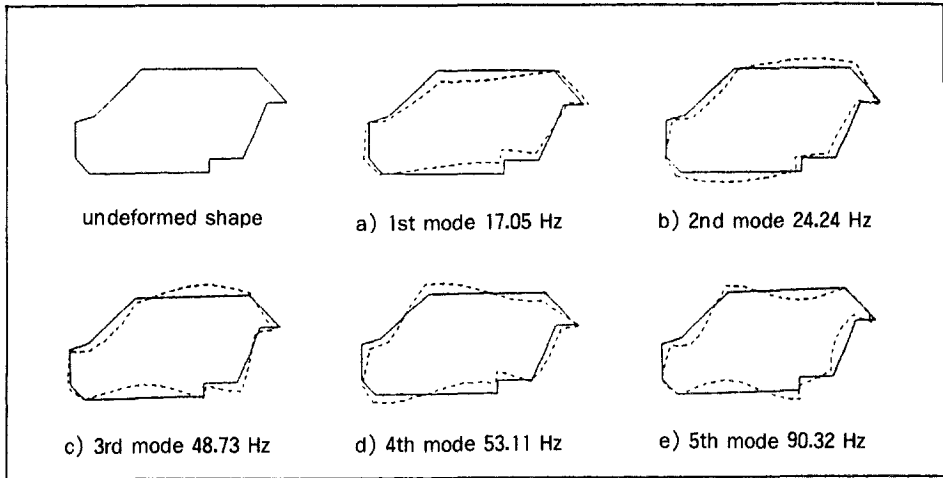 undeformed shape
a) 1st mode 17.05 Hz
b) 2nd mode 24.24 Hz
c) 3rd mode 48.73 Hz
d) 4th mode 53.11 Hz
e) 5th mode 90.32 Hz